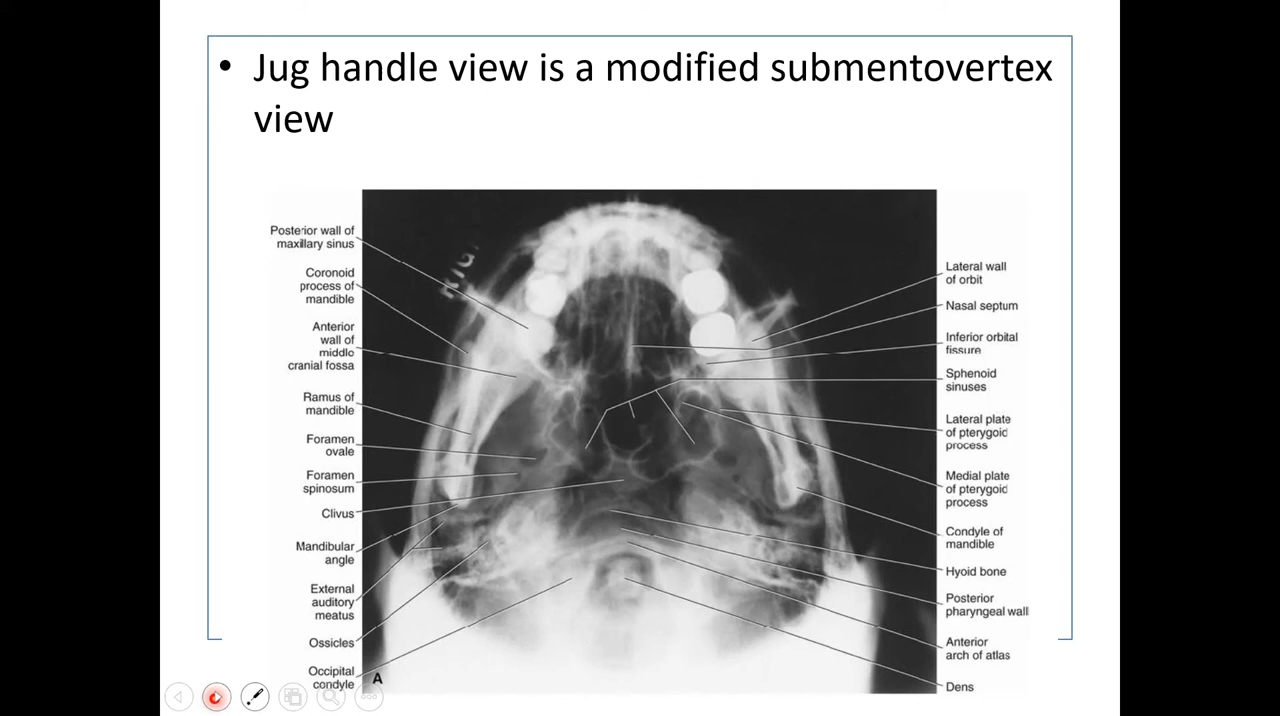 • Jug handle view is a modified submentovertex
view
Posterior wall of
maxillary sinus
Coronoid
process of
mandible
Anterior
wall of
middle
cranial fossa
Ramus of
mandible
Foramen
ovale
Foramen
spinosum
Clivus
Mandibular
angle
External
auditory
meatus
Ossicles
Occipital
condyle
A
Lateral wall
of orbit
Nasal septum
Inferior orbital
fissure
Sphenoid
sinuses
Lateral plate
of pterygoid
process
Medial plate
of pterygoid
process
Condyle of
mandible
Hyoid bone
Posterior
pharyngeal wall
Anterior
arch of atlas
Dens